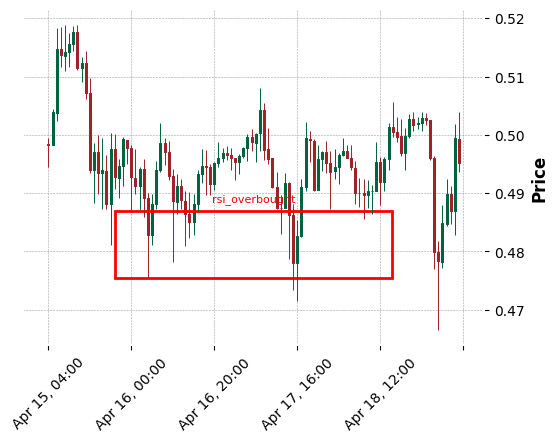 0.52
0.51
0.50
0.49
0.48
0.47
Price
rsi_overbought
Apr 15, 04:00
Apr 16, 00:00
Apr 16, 20:00
Apr 17, 16:00
Apr 18, 12:00